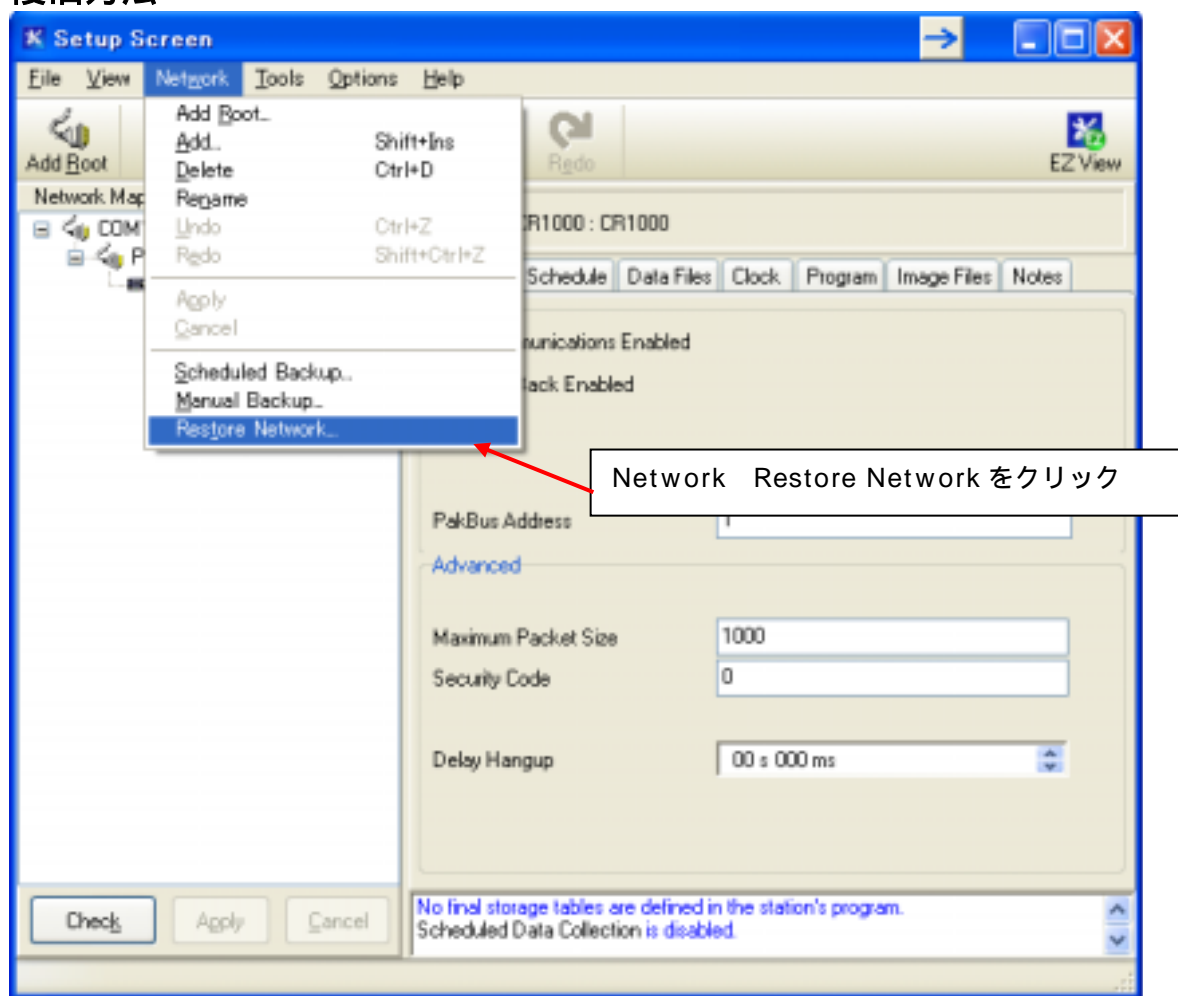 Setup Screen
File View Network Tools Options Help
Add Root...
Add... Shift+Ins
Delete Ctrl+D
Rename
Undo Ctrl+Z
Redo Shift+Ctrl+Z
Apply
Cancel
Scheduled Backup...
Manual Backup...
Restore Network...
Add Root
Redo
EZ View
Network Map
COM
P
CR1000 : CR1000
Schedule Data Files Clock Program Image Files Notes
munications Enabled
Back Enabled
Network Restore Network をクリック
PakBus Address 1
Advanced
Maximum Packet Size 1000
Security Code 0
Delay Hangup 00 s 000 ms
Check Apply Cancel
No final storage tables are defined in the station's program.
Scheduled Data Collection is disabled.